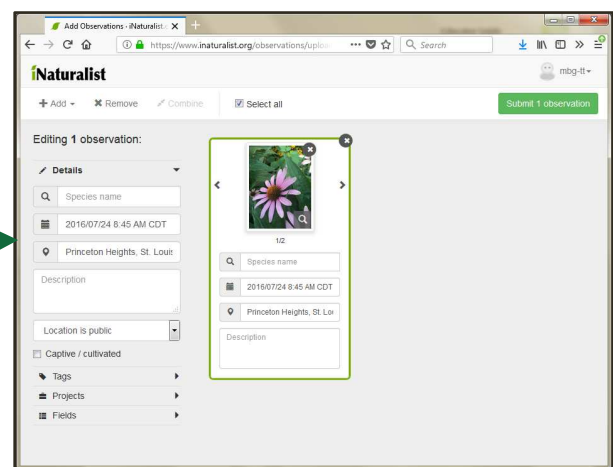 Add Observations · iNaturalist.
https://www.inaturalist.org/observations/uploa
Search
iNaturalist
mbg-tt
Add
Remove
Combine
Select all
Submit 1 observation
Editing 1 observation:
Details
Species name
2016/07/24 8:45 AM CDT
Princeton Heights, St. Louis
Description
Location is public
Captive / cultivated
Tags
Projects
Fields
1/2
Species name
2016/07/24 8:45 AM CDT
Princeton Heights, St. Lou
Description